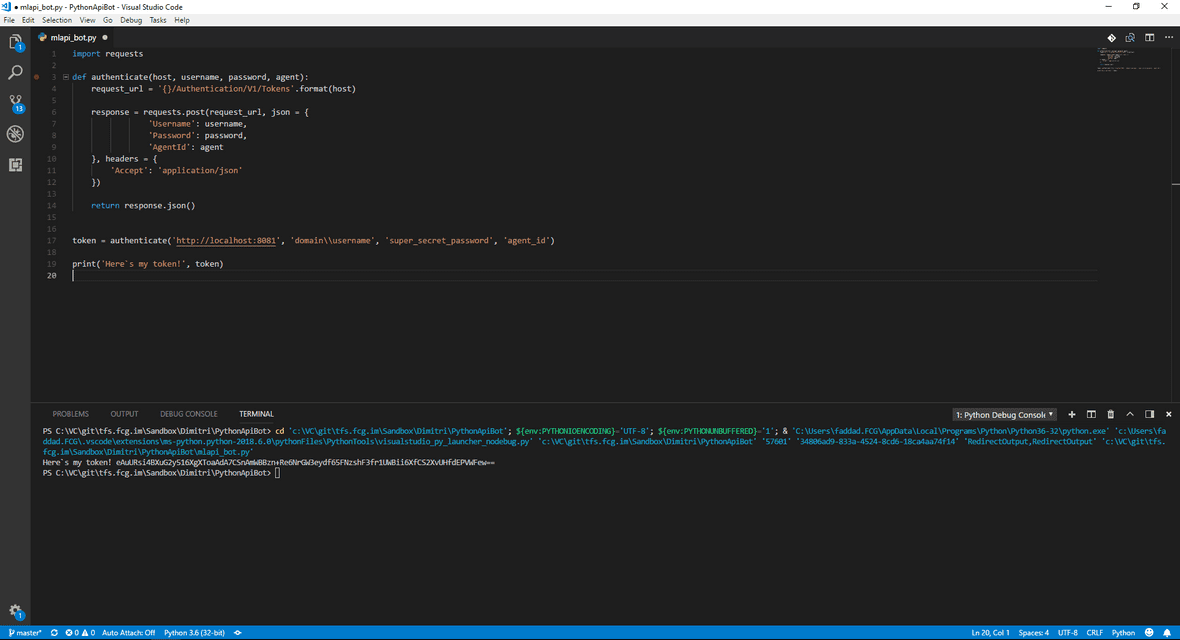 ● mlapi_bot.py - PythonApiBot - Visual Studio Code
File Edit Selection View Go Debug Tasks Help
mlapi_bot.py ●
1 import requests
2
3 def authenticate(host, username, password, agent):
4 request_url = '{}/Authentication/V1/Tokens'.format(host)
5
6 response = requests.post(request_url, json = {
7 'Username': username,
8 'Password': password,
9 'AgentId': agent
10 }, headers = {
11 'Accept': 'application/json'
12 })
13
14 return response.json()
15
16
17 token = authenticate('http://localhost:8081', 'domain\\username', 'super_secret_password', 'agent_id')
18
19 print('Here`s my token!', token)
20
1
13
PROBLEMS OUTPUT DEBUG CONSOLE TERMINAL 1: Python Debug Consol
PS C:\VC\git\tfs.fcg.im\Sandbox\Dimitri\PythonApiBot> cd 'c:\VC\git\tfs.fcg.im\Sandbox\Dimitri\PythonApiBot'; ${env:PYTHONIOENCODING}='UTF-8'; ${env:PYTHONUNBUFFERED}='1'; & 'C:\Users\faddad.FCG\AppData\Local\Programs\Python\Python36-32\python.exe' 'c:\Users\fa
ddad.FCG\.vscode\extensions\ms-python.python-2018.6.0\pythonFiles\PythonTools\visualstudio_py_launcher_nodebug.py' 'c:\VC\git\tfs.fcg.im\Sandbox\Dimitri\PythonApiBot' '57601' '34806ad9-833a-4524-8cd6-18ca4aa74f14' 'RedirectOutput,RedirectOutput' 'c:\VC\git\tfs.
fcg.im\Sandbox\Dimitri\PythonApiBot\mlapi_bot.py'
Here`s my token! eAuURsi4BXuG2y516XgXToaAdA7CSnAmWBBzn+Re6NrGW3eydf65FNzshF3fr1UWBii6XfCS2XvUHfdEPVWFew==
PS C:\VC\git\tfs.fcg.im\Sandbox\Dimitri\PythonApiBot>
1
master* 0 0 Auto Attach: Off Python 3.6 (32-bit) Ln 20, Col 1 Spaces: 4 UTF-8 CRLF Python